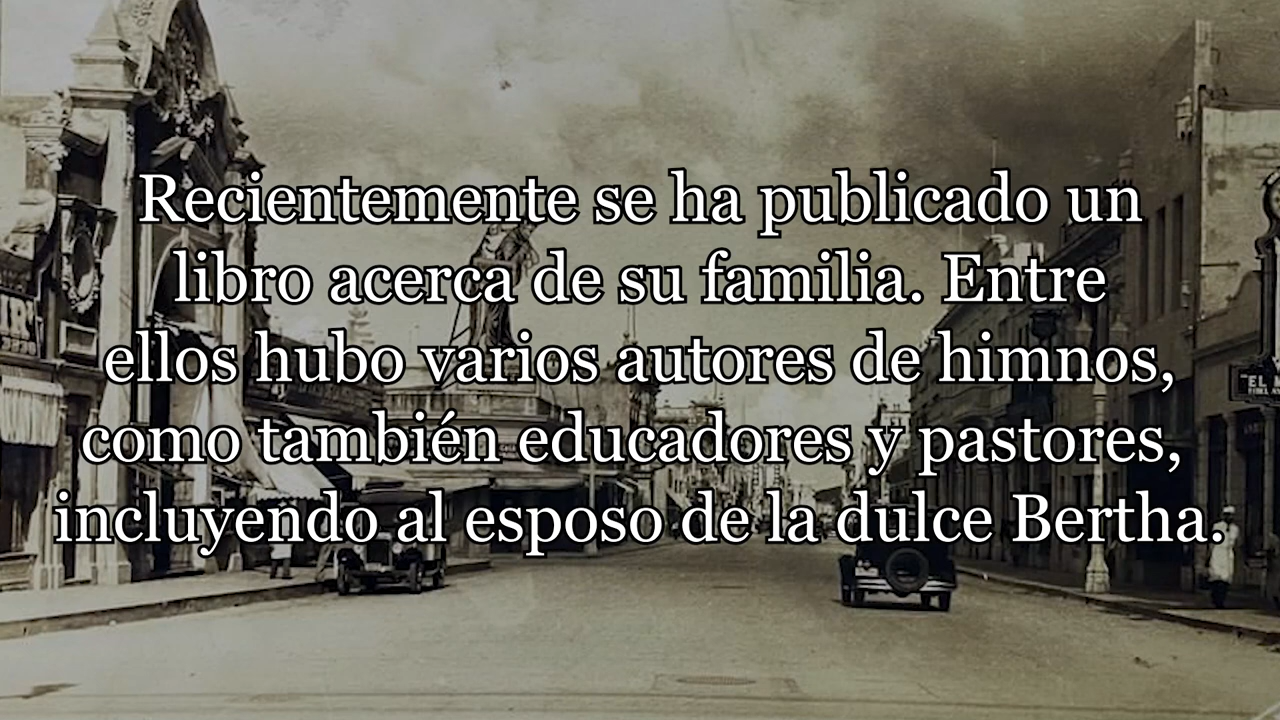 Recientemente se ha publicado un
libro acerca de su familia. Entre
ellos hubo varios autores de himnos,
como también educadores y pastores,
incluyendo al esposo de la dulce Bertha.
"EL